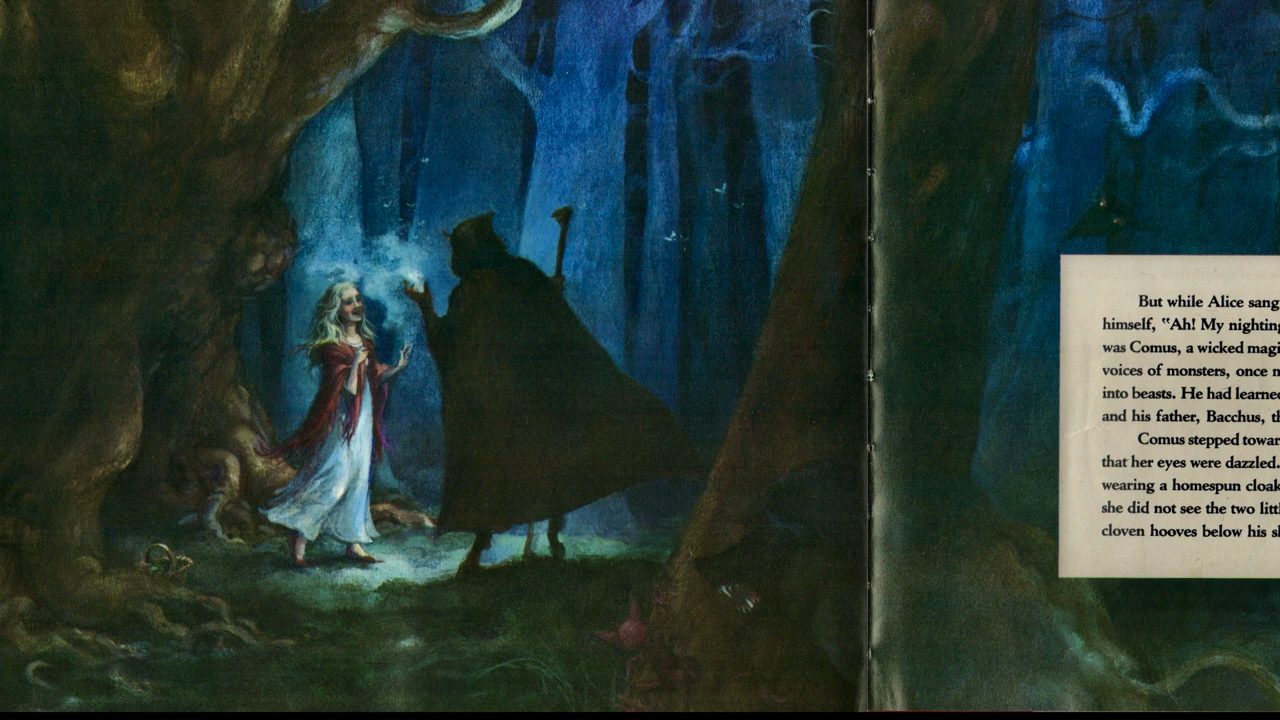 But while Alice sang
himself, "Ah! My nighting
was Comus, a wicked magi
voices of monsters, once m
into beasts. He had learned
and his father, Bacchus, th
Comus stepped towar
that her eyes were dazzled.
wearing a homespun cloak
she did not see the two littl
cloven hooves below his sk